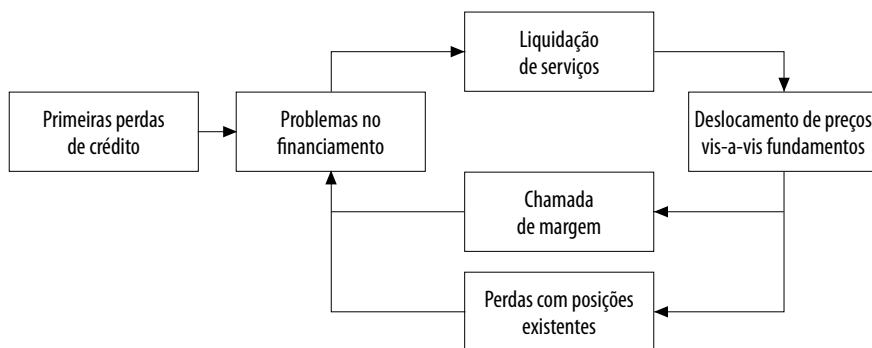 Liquidação
de serviços
Primeiras perdas
de crédito
Problemas no
financiamento
Deslocamento de preços
vis-a-vis fundamentos
Chamada
de margem
Perdas com posições
existentes